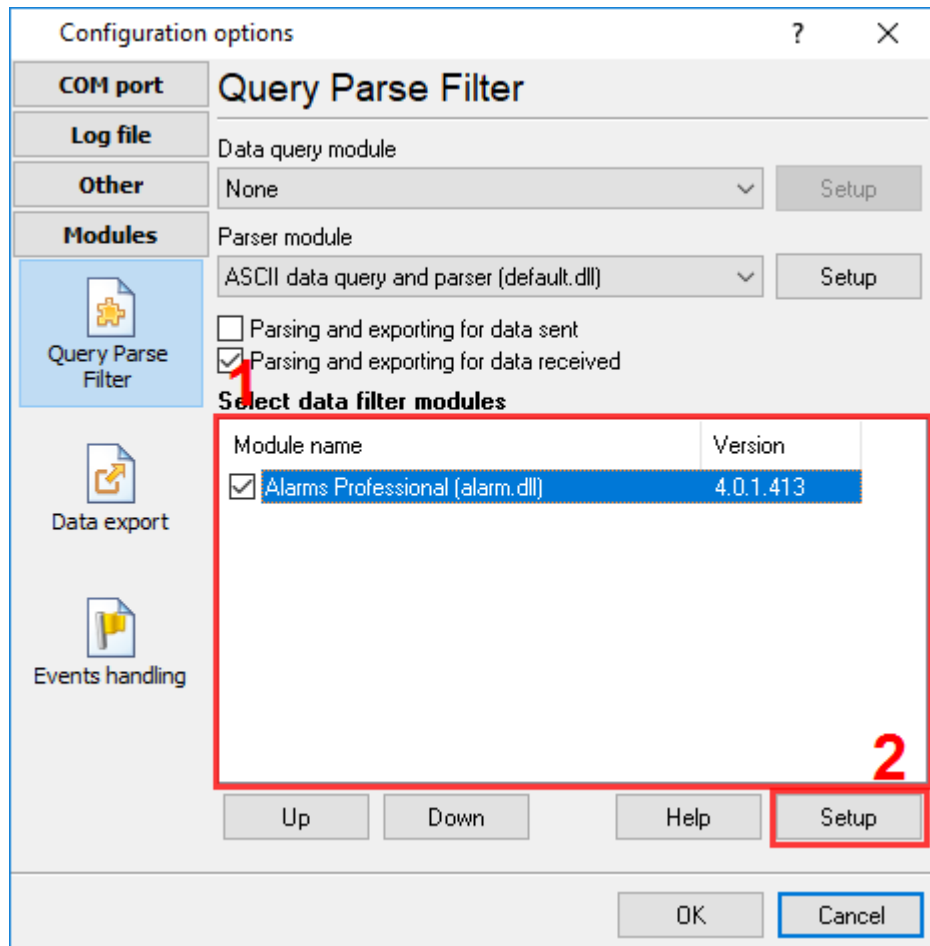 Configuration options
?
COM port
Log file
Other
Modules
Query Parse
Filter
Data export
Events handling
Query Parse Filter
Data query module
None
Setup
Parser module
ASCII data query and parser (default.dll)
Setup
Parsing and exporting for data sent
Parsing and exporting for data received
1
Select data filter modules
Module name Version
Alarms Professional (alarm.dll) 4.0.1.413
2
Up Down Help Setup
OK Cancel